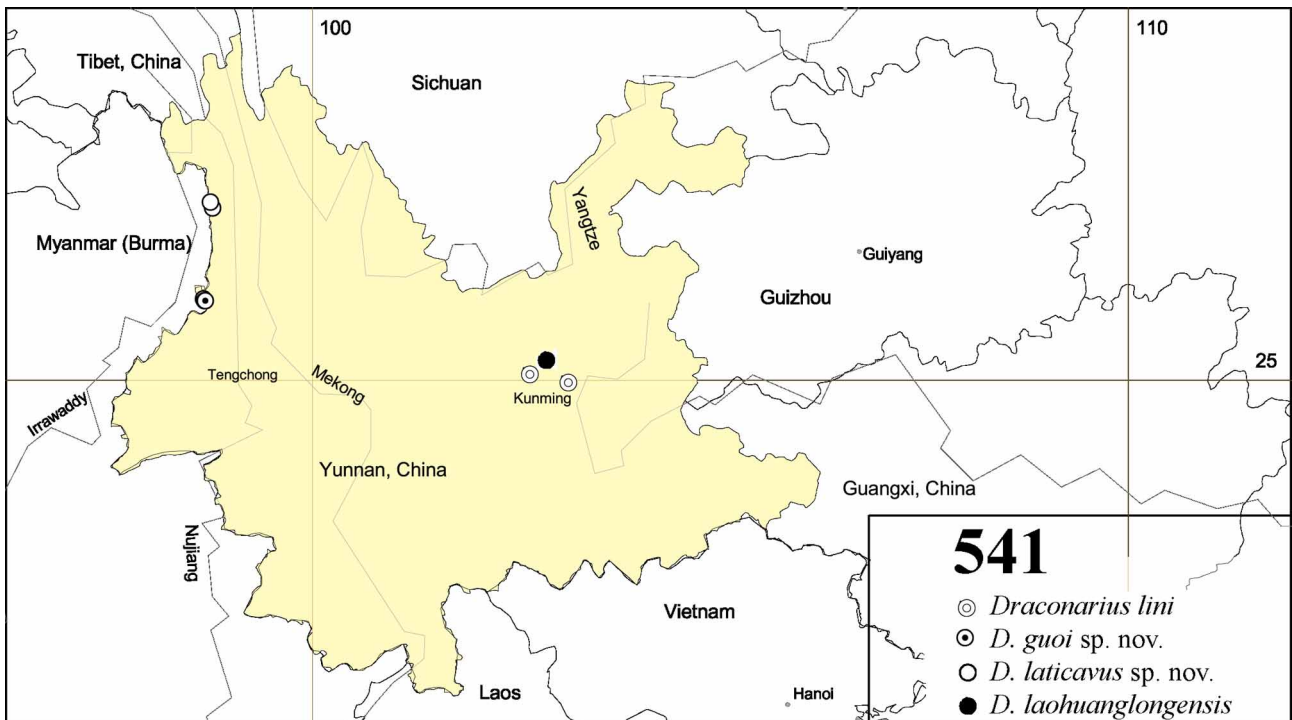 100
110
Tibet, China
Sichuan
Yangtze
Myanmar (Burma)
Guiyang
Guizhou
25
Tengchong
Mekong
Kunming
Irrawaddy
Yunnan, China
Guangxi, China
Nujiang
541
Draconarius lini
D. guoi sp. nov.
D. laticavus sp. nov.
D. laohuanglongensis
Vietnam
Laos
Hanoi